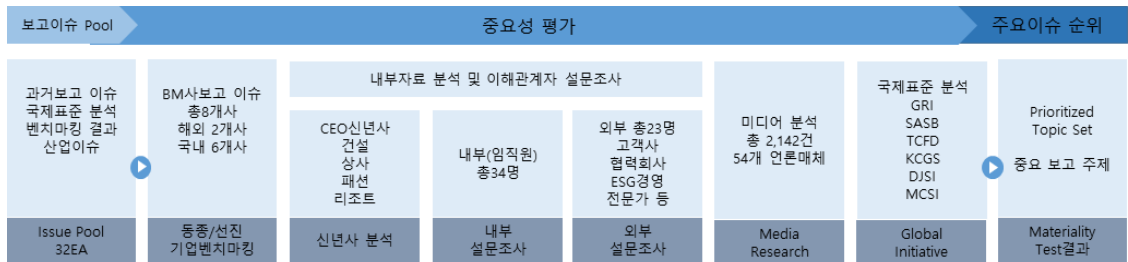 보고이슈 Pool
중요성 평가
주요이슈 순위
과거보고 이슈
국제표준 분석
벤치마킹 결과
산업이슈
Issue Pool
32EA
BM사보고 이슈
총8개사
해외 2개사
국내 6개사
동종/선진
기업벤치마킹
내부자료 분석 및 이해관계자 설문조사
CEO신년사
건설
상사
패션
리조트
신년사 분석
내부(임직원)
총34명
내부
설문조사
외부 총23명
고객사
협력회사
ESG경영
전문가 등
외부
설문조사
미디어 분석
총 2,142건
54개 언론매체
Media
Research
국제표준 분석
GRI
SASB
TCFD
KCGS
DJSI
MCSI
Global
Initiative
Prioritized
Topic Set
중요 보고 주제
Materiality
Test결과